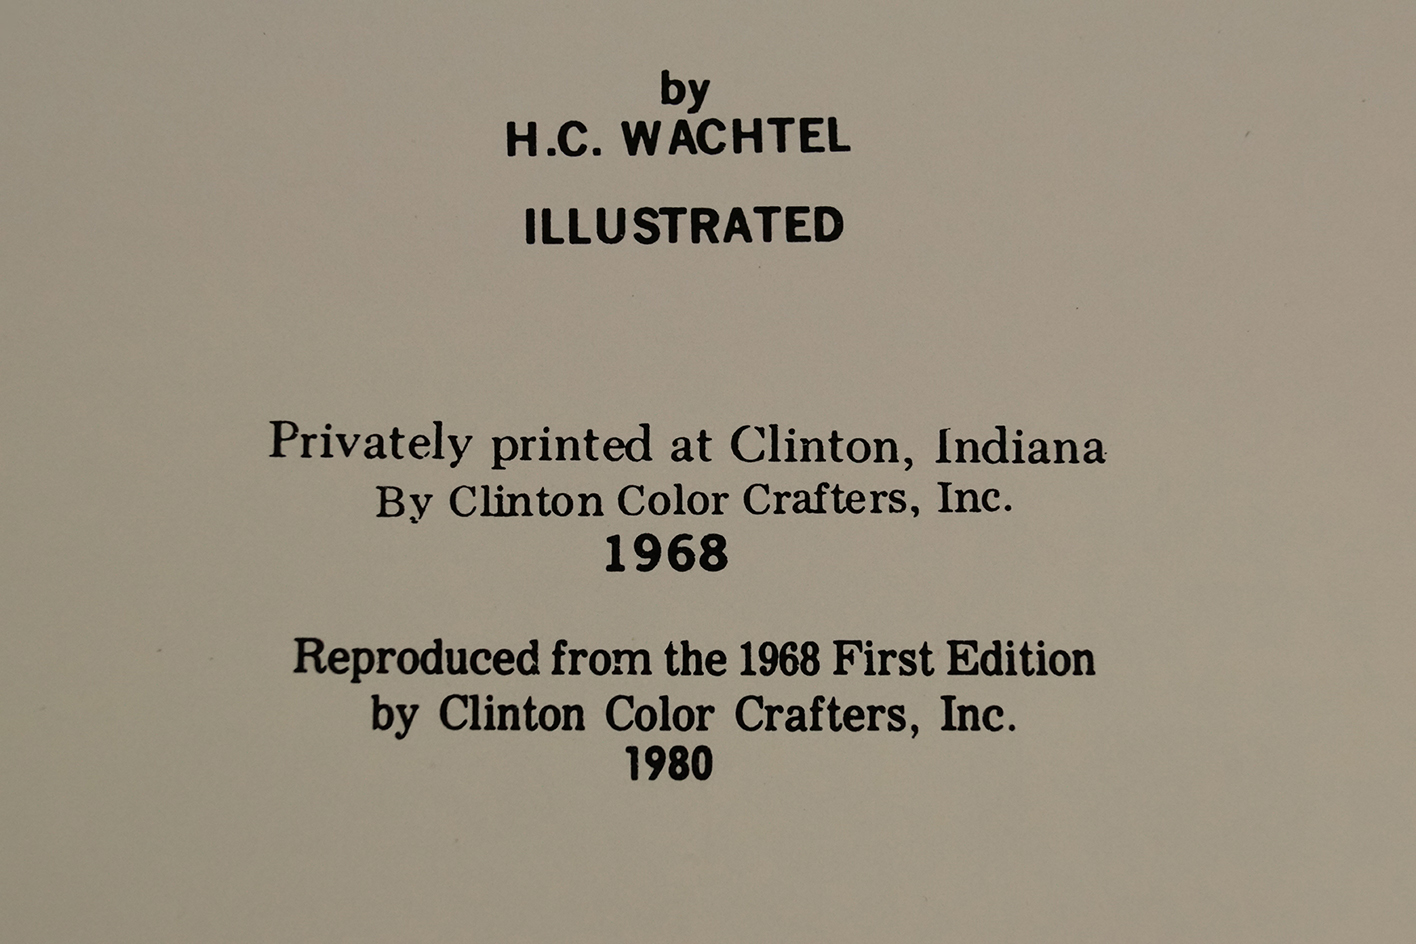 by
H.C. WACHTEL
ILLUSTRATED
Privately printed at Clinton, Indiana
By Clinton Color Crafters, Inc.
1968
Reproduced from the 1968 First Edition
by Clinton Color Crafters, Inc.
1980